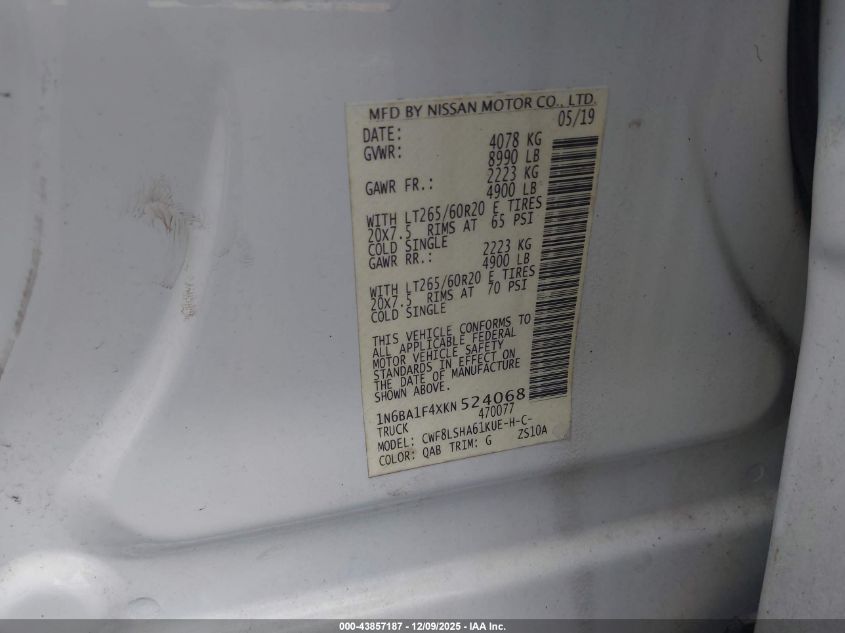 MFD BY NISSAN MOTOR CO., LTD.
DATE: 05/19
GVWR: 4078 KG
8990 LB
GAWR FR.: 2223 KG
4900 LB
WITH LT265/60R20 E TIRES
20X7.5 RIMS AT 65 PSI
COLD SINGLE
GAWR RR.: 2223 KG
4900 LB
WITH LT265/60R20 E TIRES
20X7.5 RIMS AT 70 PSI
COLD SINGLE
THIS VEHICLE CONFORMS TO
ALL APPLICABLE FEDERAL
MOTOR VEHICLE SAFETY
STANDARDS IN EFFECT ON
THE DATE OF MANUFACTURE
SHOWN ABOVE.
1N6BA1F4XKN 524068
TRUCK 470077
MODEL: CWF8LSHA61KUE-H-C-
COLOR: QAB TRIM: G ZS10A
000-43857187 - 12/09/2025 - IAA Inc.